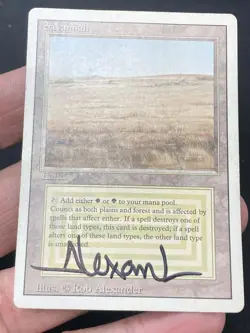 Savannah
Land
: Add either or to your mana pool.
Counts as both plains and forest and is affected by
spells that affect either. If a spell destroys one of
these land types, this card is destroyed; if a spell
alters one of these land types, the other land type
is
Illus. © Rob Alexander